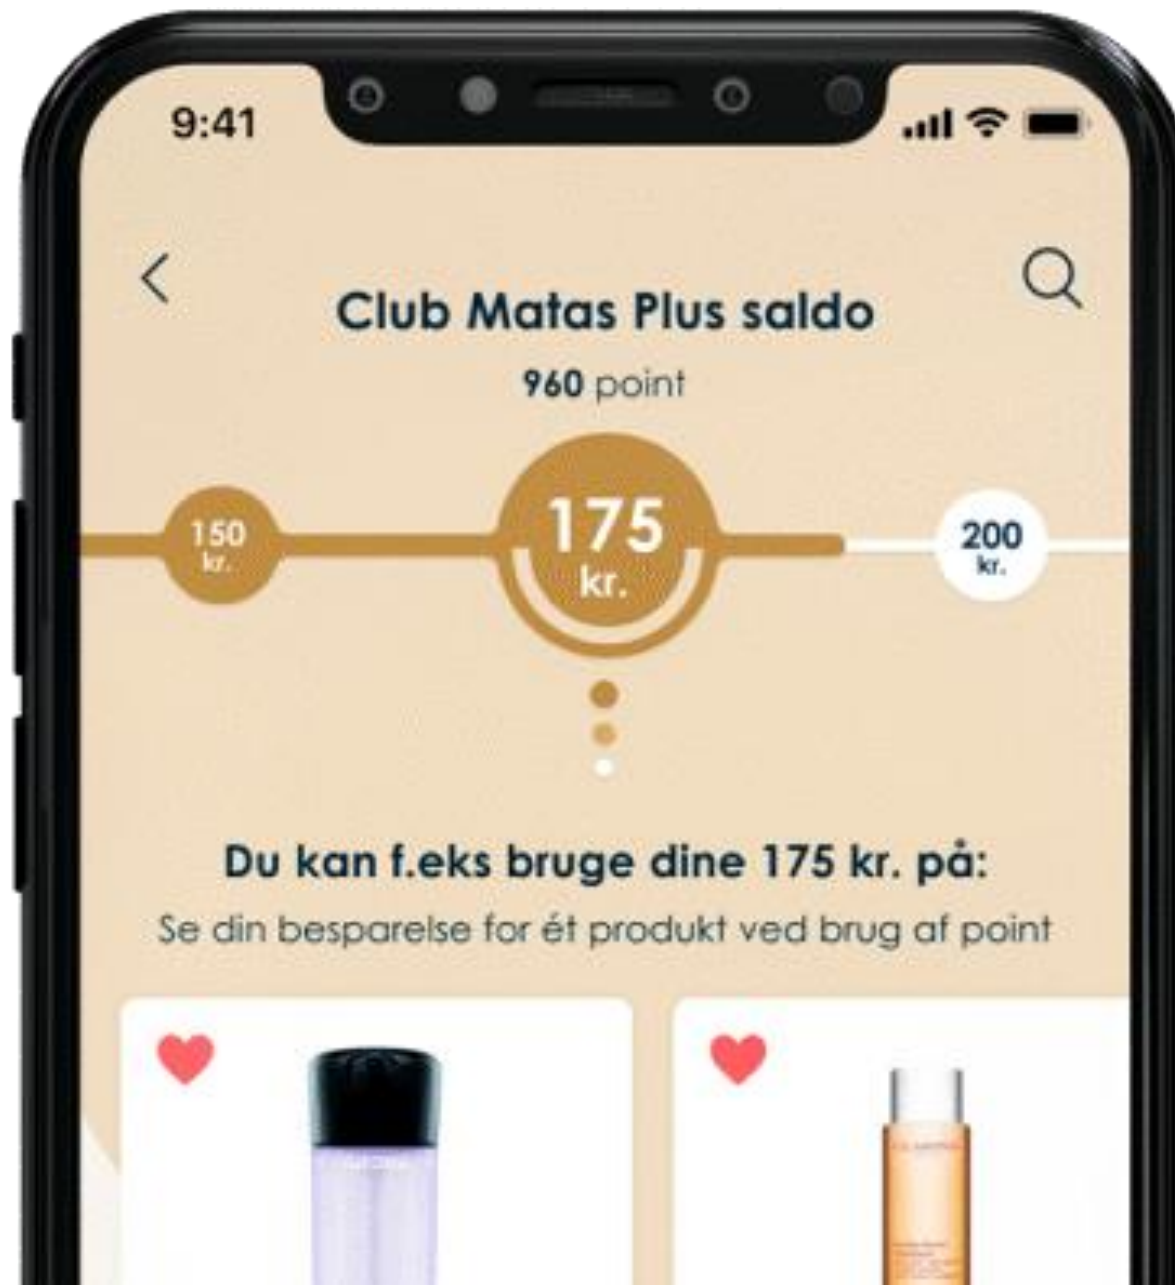 9:41
Club Matas Plus saldo
960 point
150
kr.
175
kr.
200
kr.
Du kan f.eks bruge dine 175 kr. på:
Se din besparelse for ét produkt ved brug af point